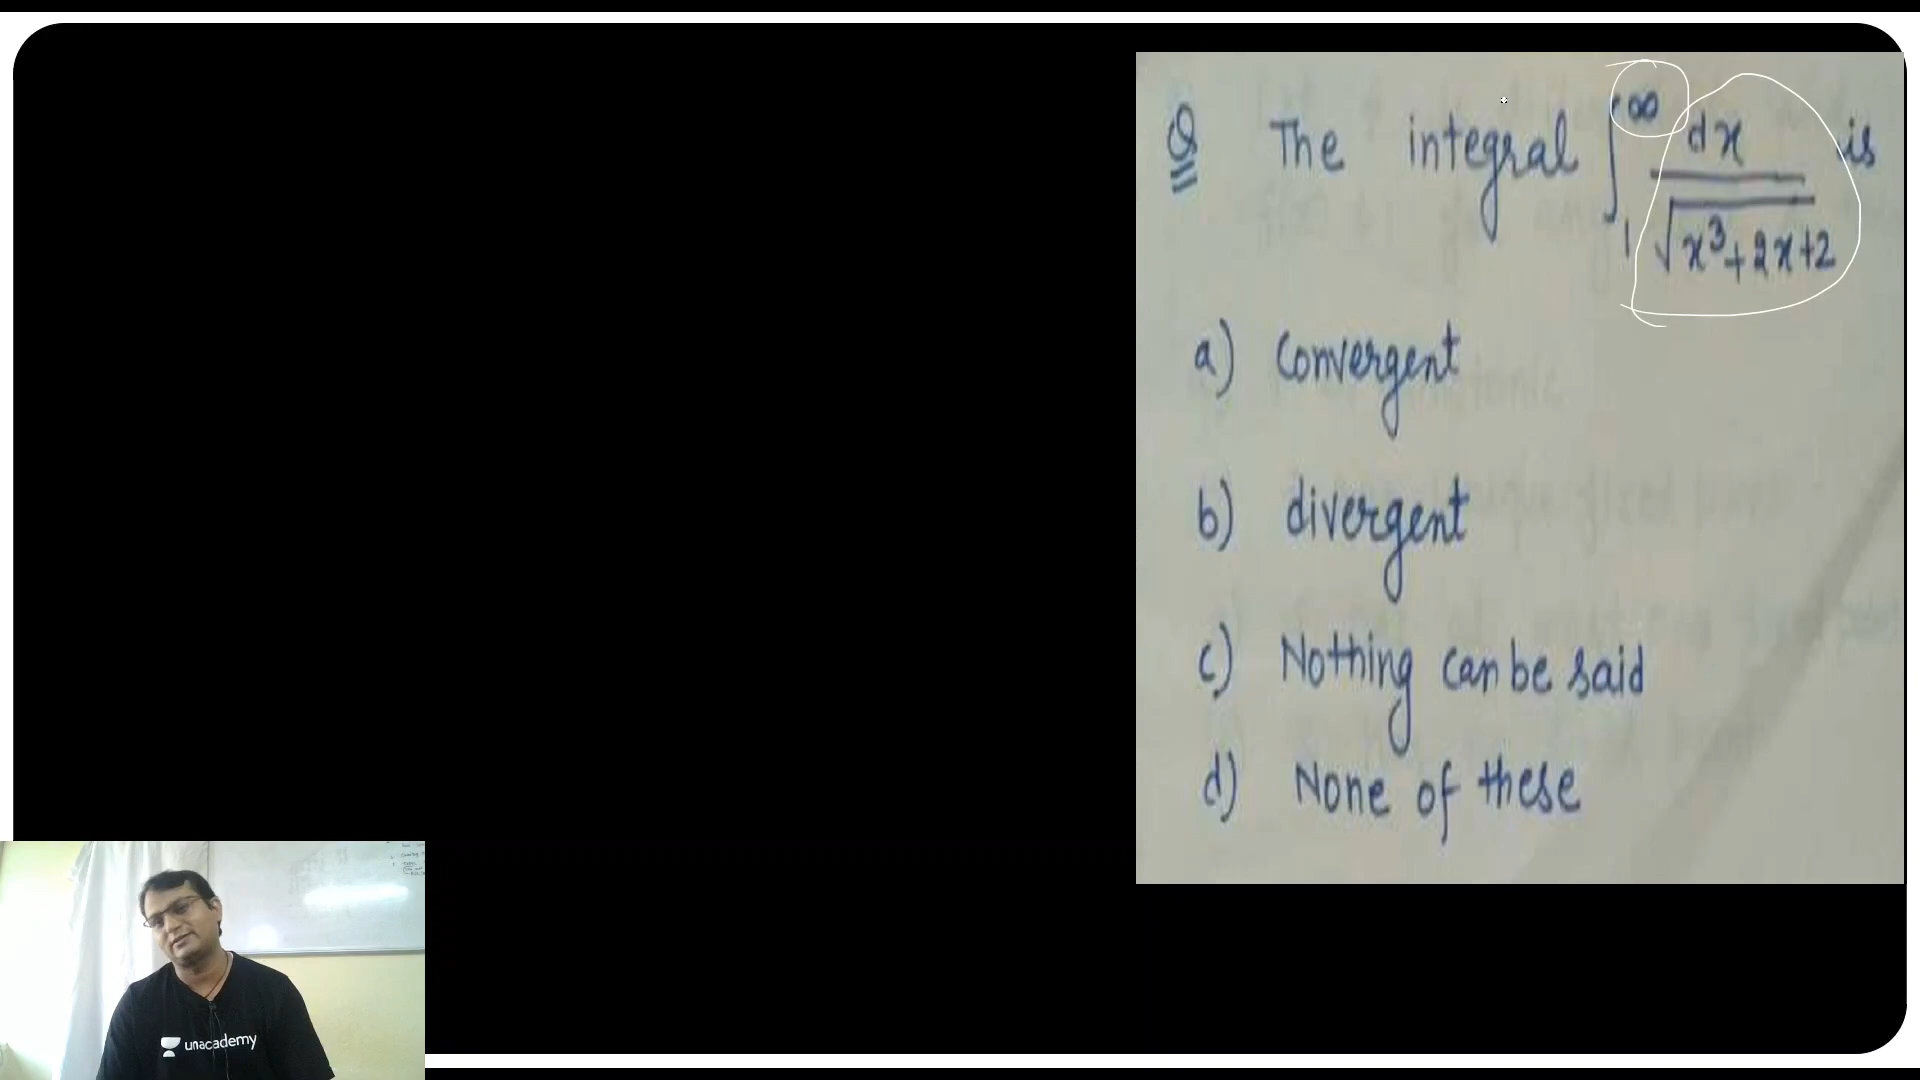 Q The integral ∫₁^∞ dx / √(x³+2x+2) is
a) Convergent
b) divergent
c) Nothing can be said
d) None of these
unacademy